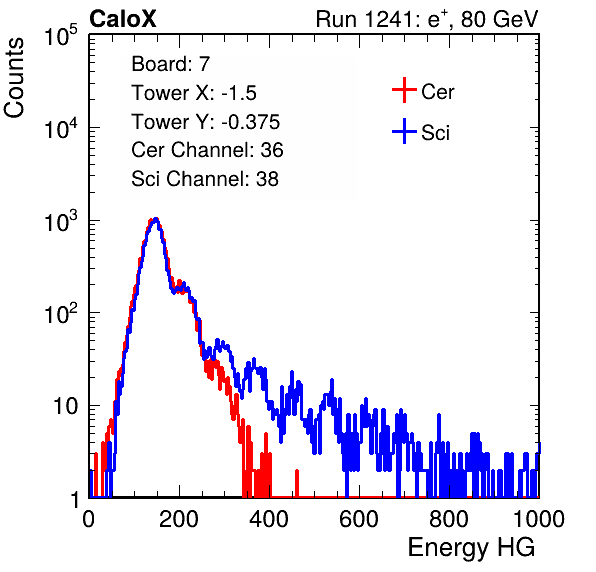 CaloX Run 1241: e⁺, 80 GeV
Counts
10⁵
10⁴
10³
10²
10
1
Board: 7
Tower X: -1.5
Tower Y: -0.375
Cer Channel: 36
Sci Channel: 38
Cer
Sci
0 200 400 600 800 1000
Energy HG